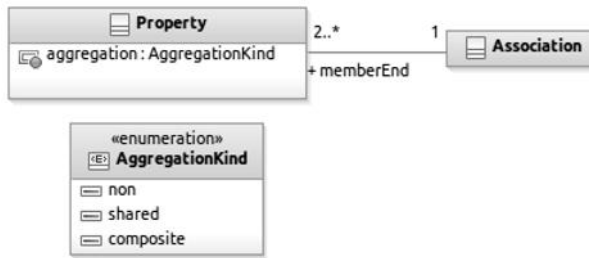 Property
aggregation : AggregationKind
2..*
1
+ memberEnd
Association
«enumeration»
<E> AggregationKind
non
shared
composite